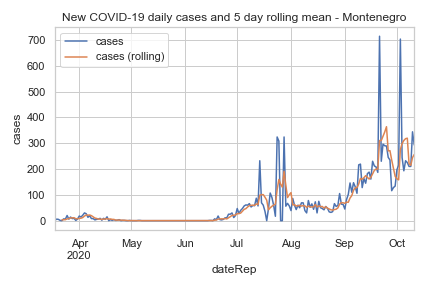 New COVID-19 daily cases and 5 day rolling mean - Montenegro
cases
cases (rolling)
700
600
500
400
300
200
100
0
cases
Apr
2020
May
Jun
Jul
Aug
Sep
Oct
dateRep